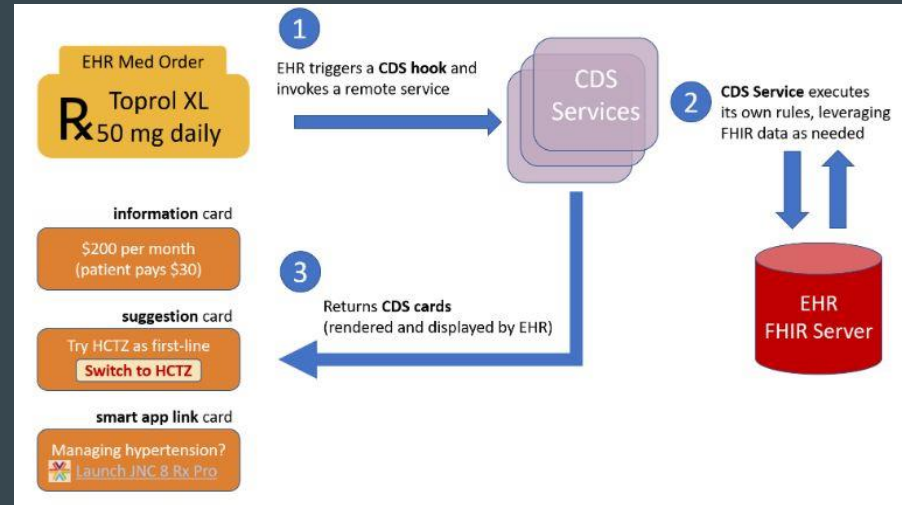 EHR Med Order
Rx
Toprol XL
50 mg daily
1
EHR triggers a CDS hook and
invokes a remote service
CDS
Services
2
CDS Service executes
its own rules, leveraging
FHIR data as needed
EHR
FHIR Server
3
Returns CDS cards
(rendered and displayed by EHR)
information card
$200 per month
(patient pays $30)
suggestion card
Try HCTZ as first-line
Switch to HCTZ
smart app link card
Managing hypertension?
Launch JNC 8 Rx Pro